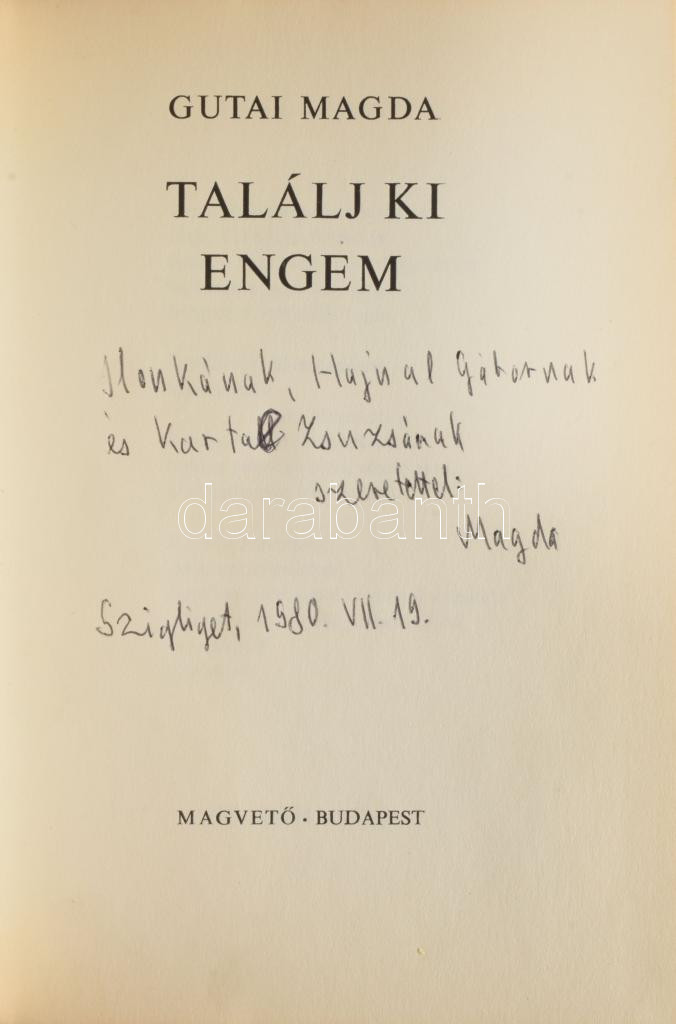 GUTAI MAGDA
TALÁLJ KI
ENGEM
Ilonkának, Hajnal Gábornak
és Kartal Zsuzsának
szeretettel:
darabanth
Magda
Szigliget, 1980. VII. 19.
MAGVETŐ • BUDAPEST